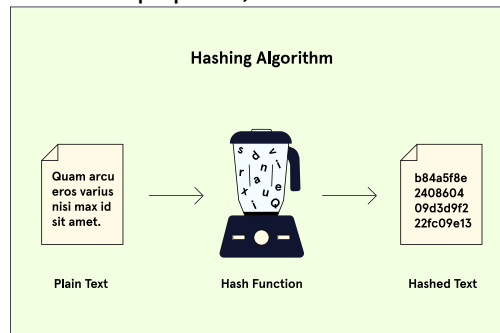 Hashing Algorithm
Quam arcu
eros varius
nisi max id
sit amet.
s d v
n i
r a
x u e
i Q
b84a5f8e
2408604
09d3d9f2
22fc09e13
Plain Text
Hash Function
Hashed Text